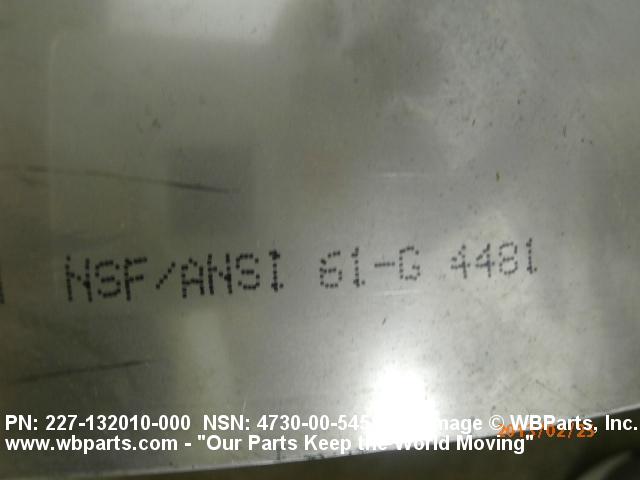 NSF/ANSI 61-G 4481
PN: 227-132010-000 NSN: 4730-00-545 Image © WBParts, Inc.
www.wbparts.com - "Our Parts Keep the World Moving"